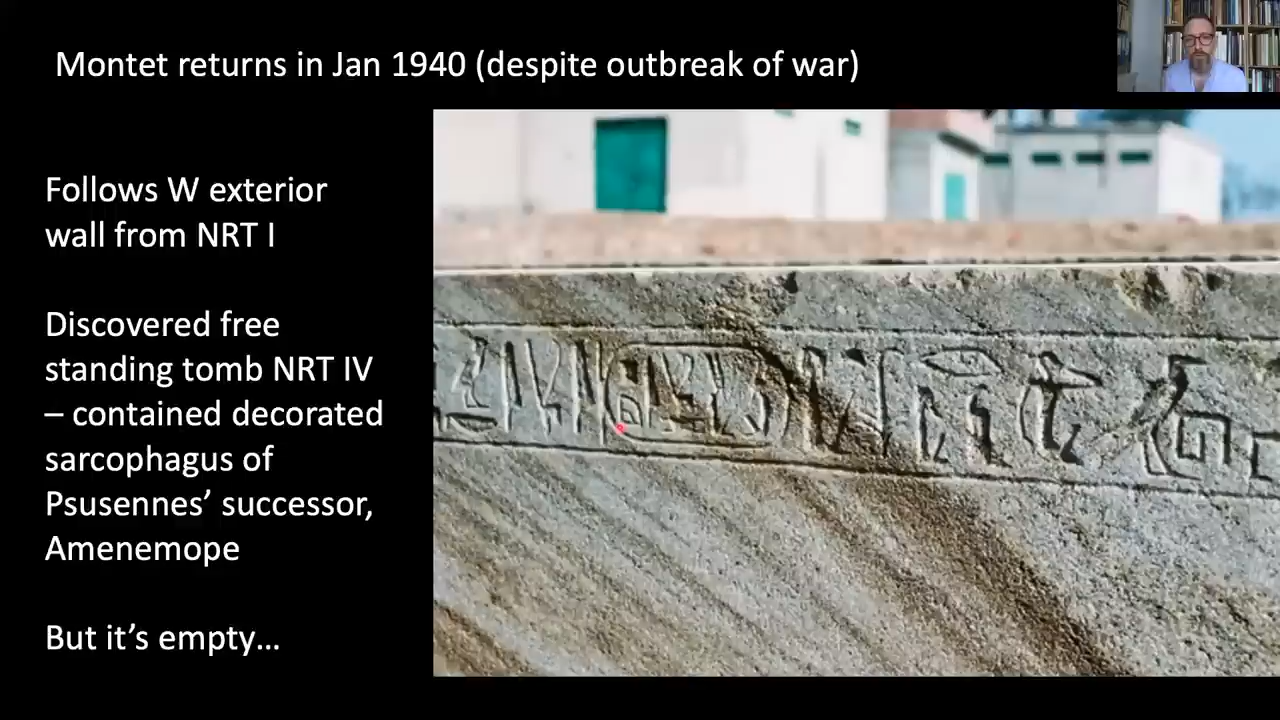 Montet returns in Jan 1940 (despite outbreak of war)
Follows W exterior
wall from NRT I
Discovered free
standing tomb NRT IV
– contained decorated
sarcophagus of
Psusennes’ successor,
Amenemope
But it’s empty…